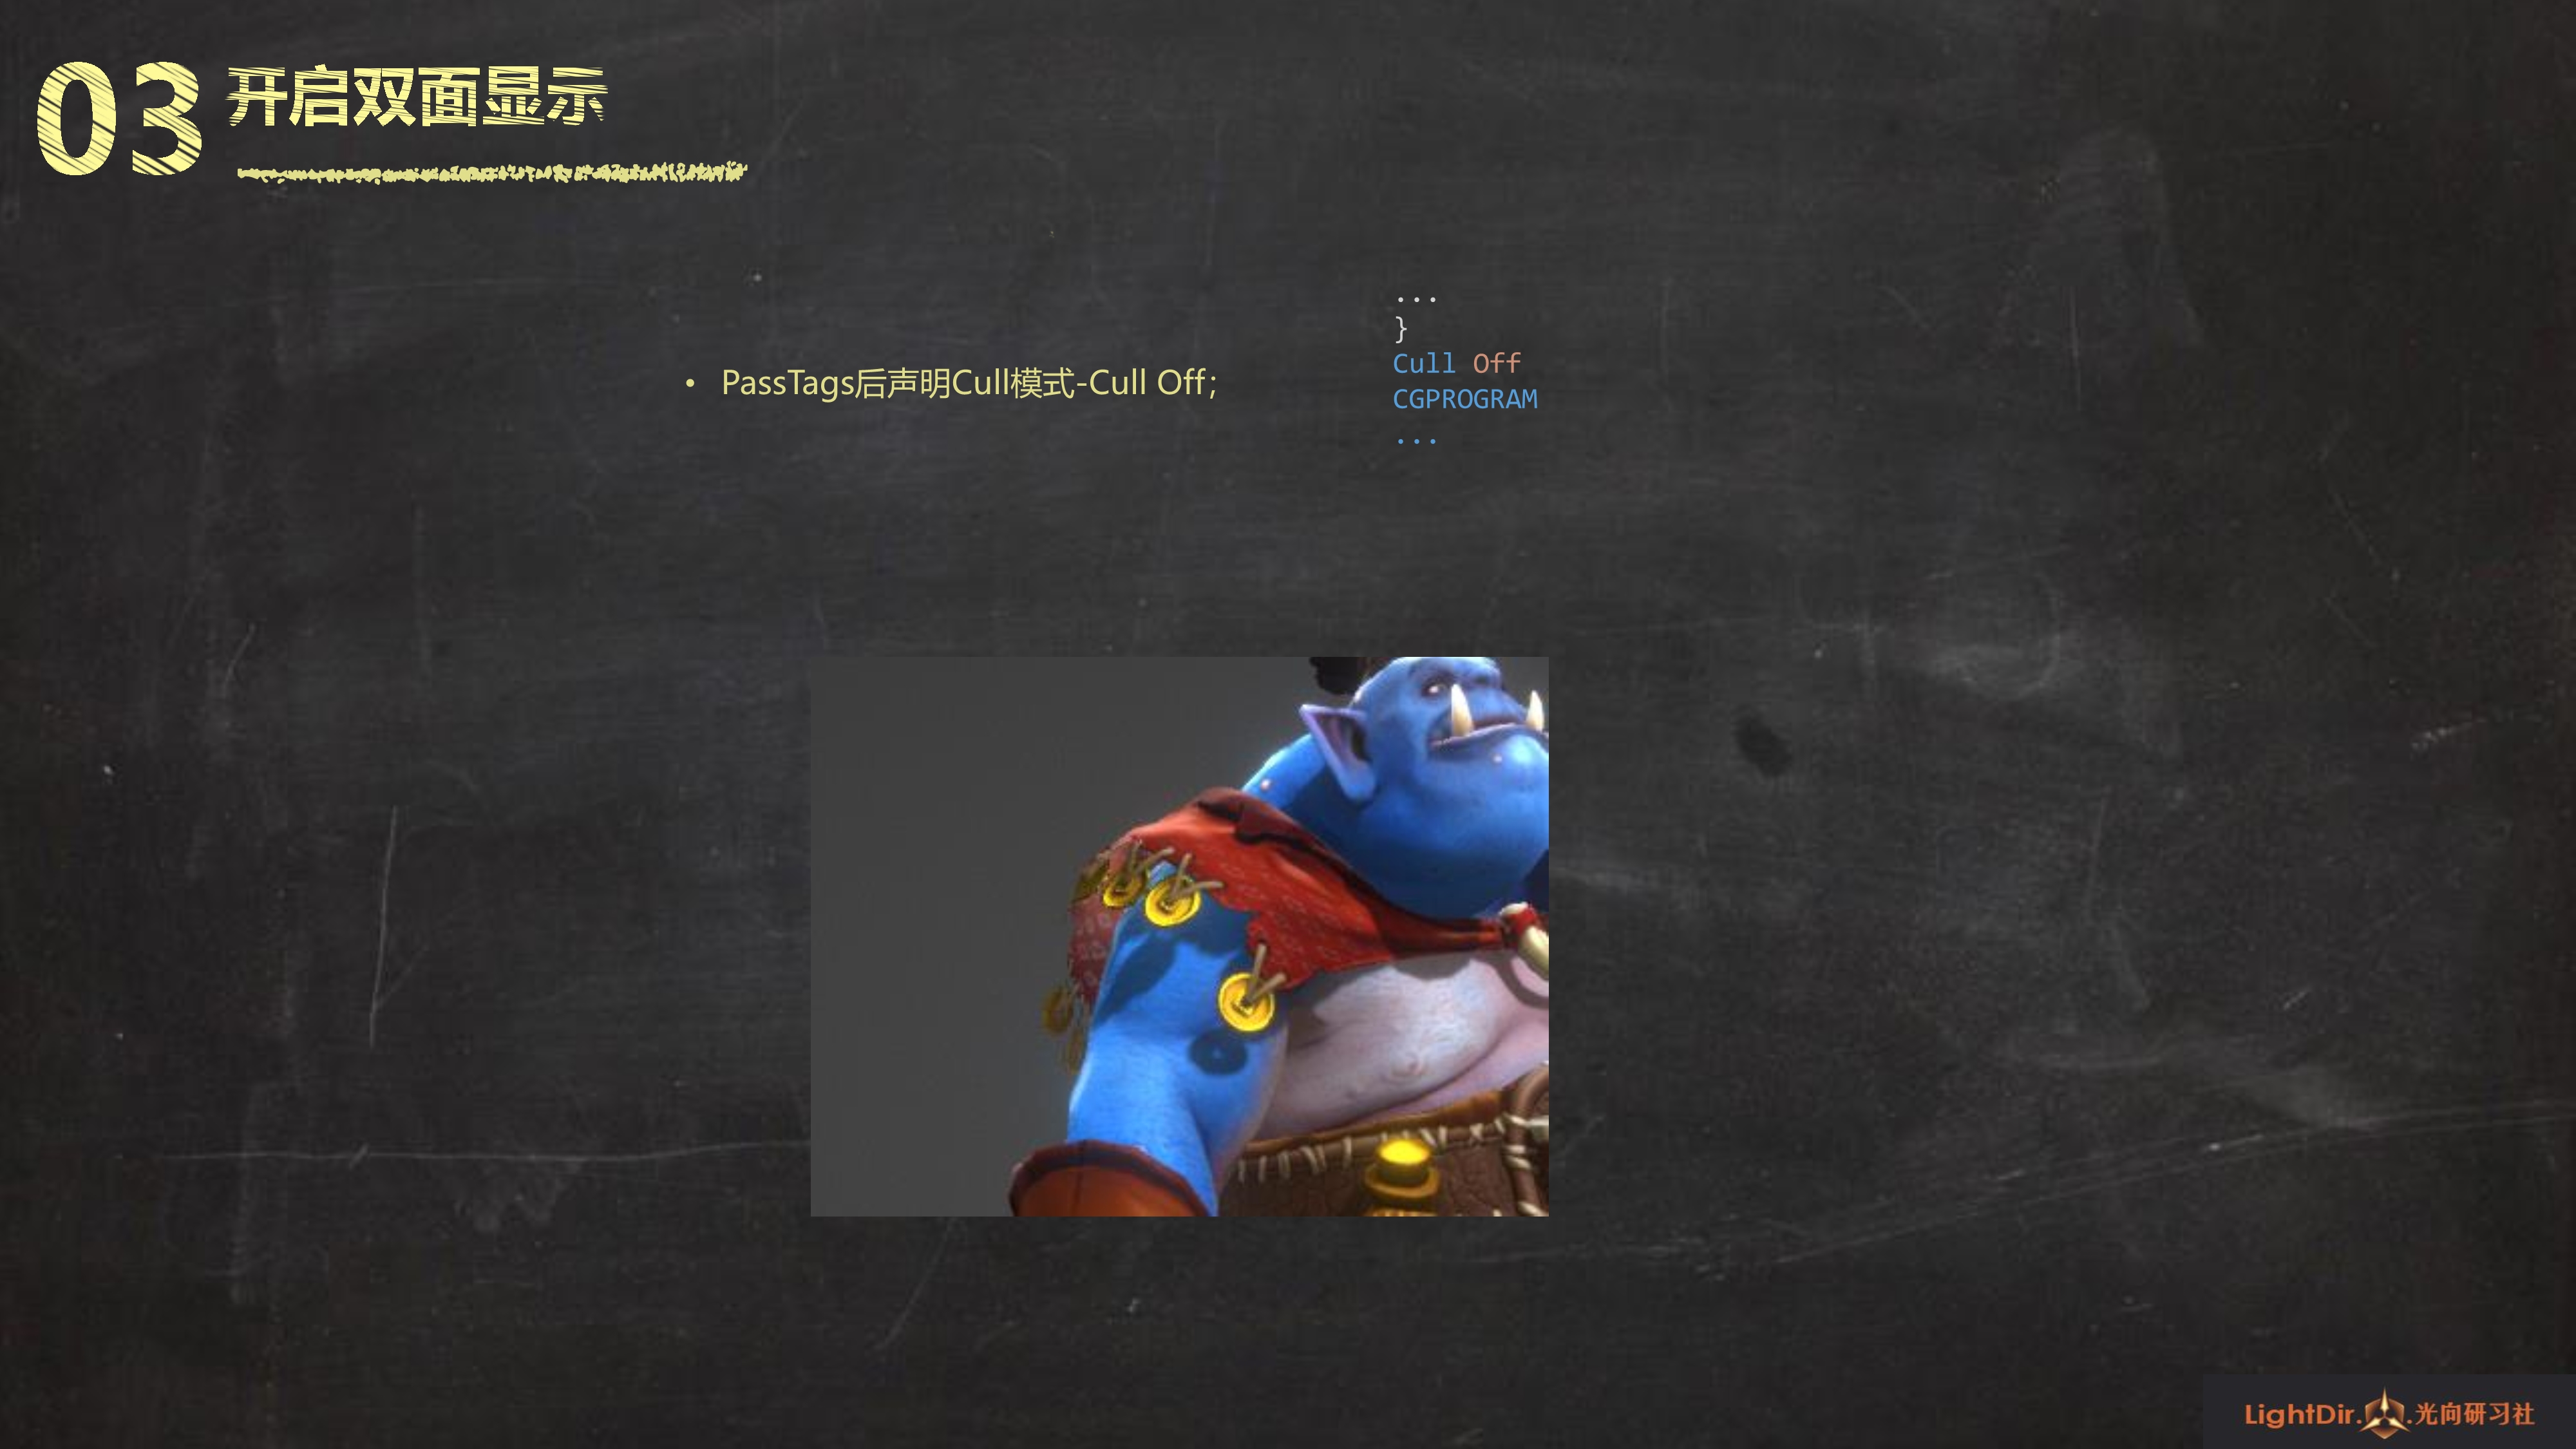 03 开启双面显示
• PassTags后声明Cull模式-Cull Off；
...
}
Cull Off
CGPROGRAM
...
LightDir. .光向研习社